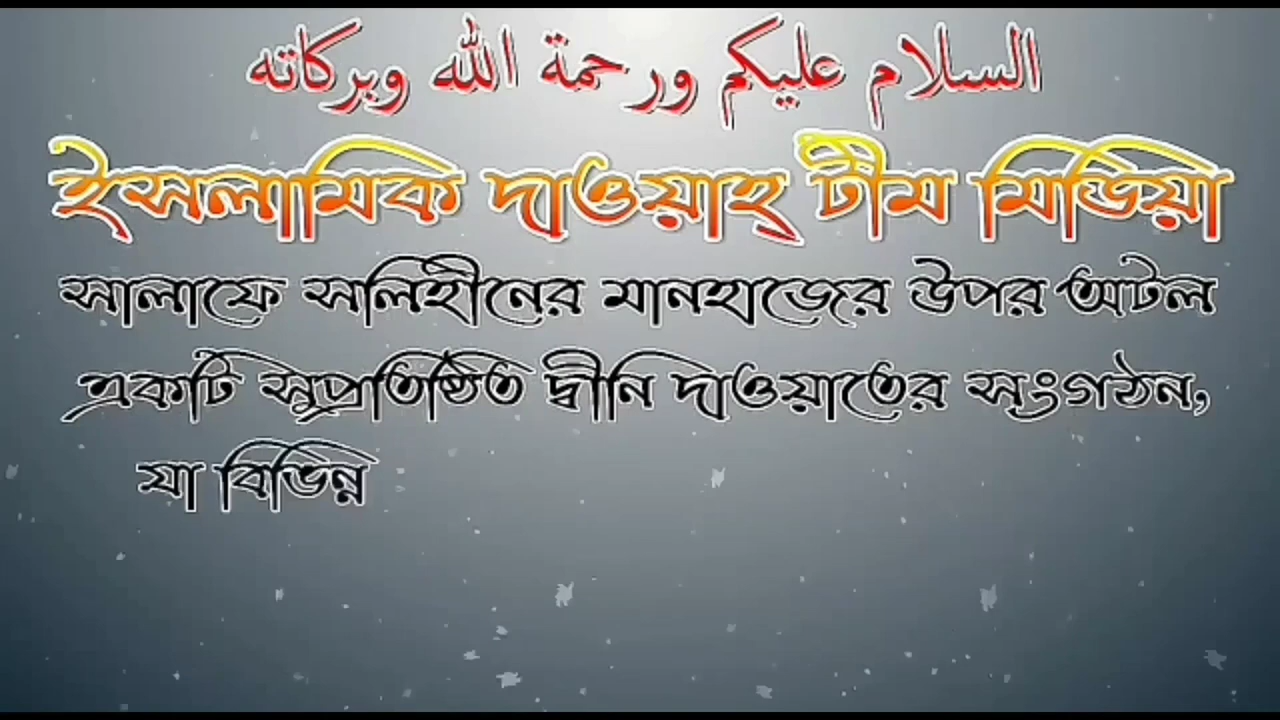 السلام عليكم ورحمة الله وبركاته
ইসলামিক দাওয়াহ্ টীম মিডিয়া
সালাফে সলিহীনের মানহাজের উপর অটল
একটি সুপ্রতিষ্ঠিত দ্বীনি দাওয়াতের সংগঠন,
যা বিভিন্ন